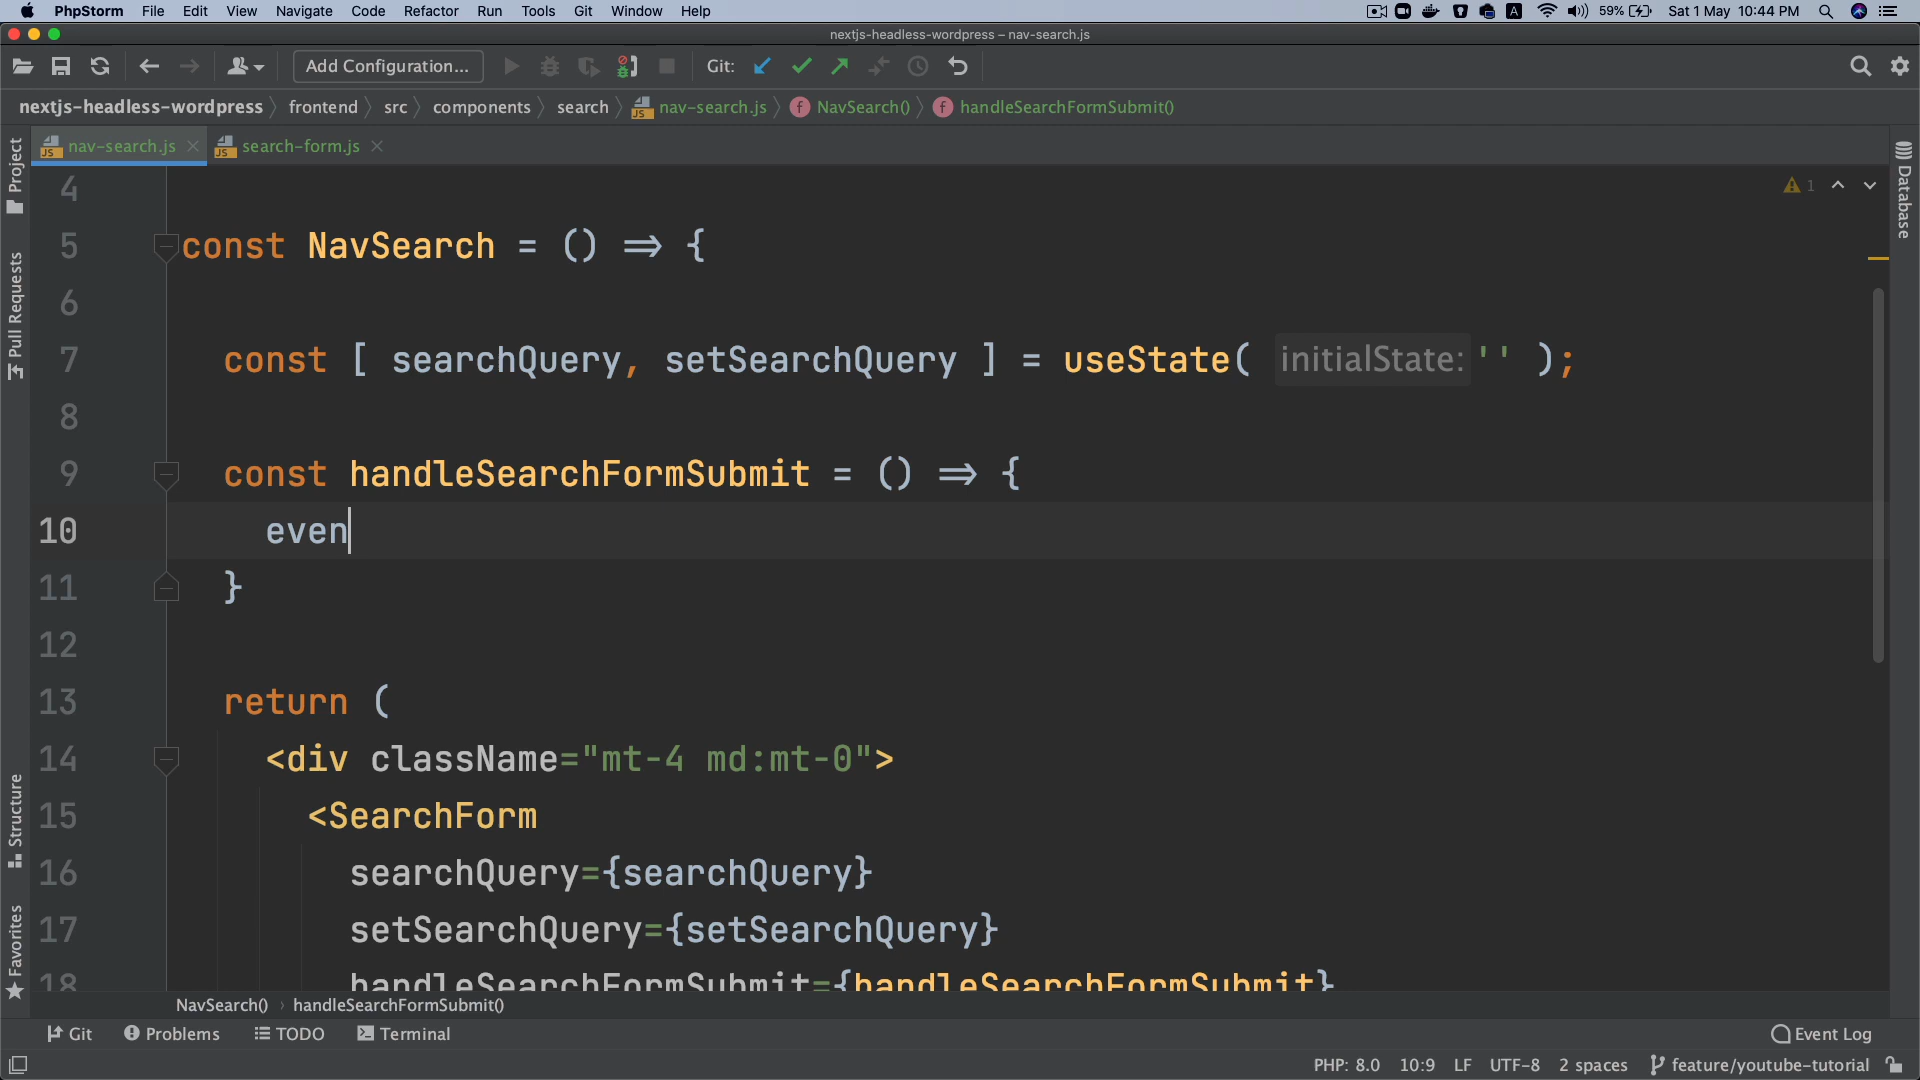 PhpStorm File Edit View Navigate Code Refactor Run Tools Git Window Help A 59% Sat 1 May 10:44 PM
nextjs-headless-wordpress – nav-search.js
Add Configuration... Git:
nextjs-headless-wordpress frontend src components search nav-search.js NavSearch() handleSearchFormSubmit()
nav-search.js search-form.js
Project
Pull Requests
Structure
Favorites
Database
1
4
5 const NavSearch = () => {
6
7 const [ searchQuery, setSearchQuery ] = useState( initialState: '' );
8
9 const handleSearchFormSubmit = () => {
10 even
11 }
12
13 return (
14 <div className="mt-4 md:mt-0">
15 <SearchForm
16 searchQuery={searchQuery}
17 setSearchQuery={setSearchQuery}
18 handleSearchFormSubmit={handleSearchFormSubmit}
NavSearch() handleSearchFormSubmit()
Git Problems TODO Terminal Event Log
PHP: 8.0 10:9 LF UTF-8 2 spaces feature/youtube-tutorial